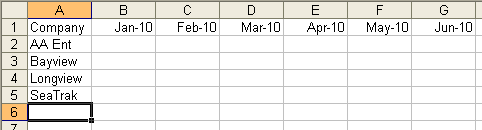 A B C D E F G
1 Company Jan-10 Feb-10 Mar-10 Apr-10 May-10 Jun-10
2 AA Ent
3 Bayview
4 Longview
5 SeaTrak
6
7